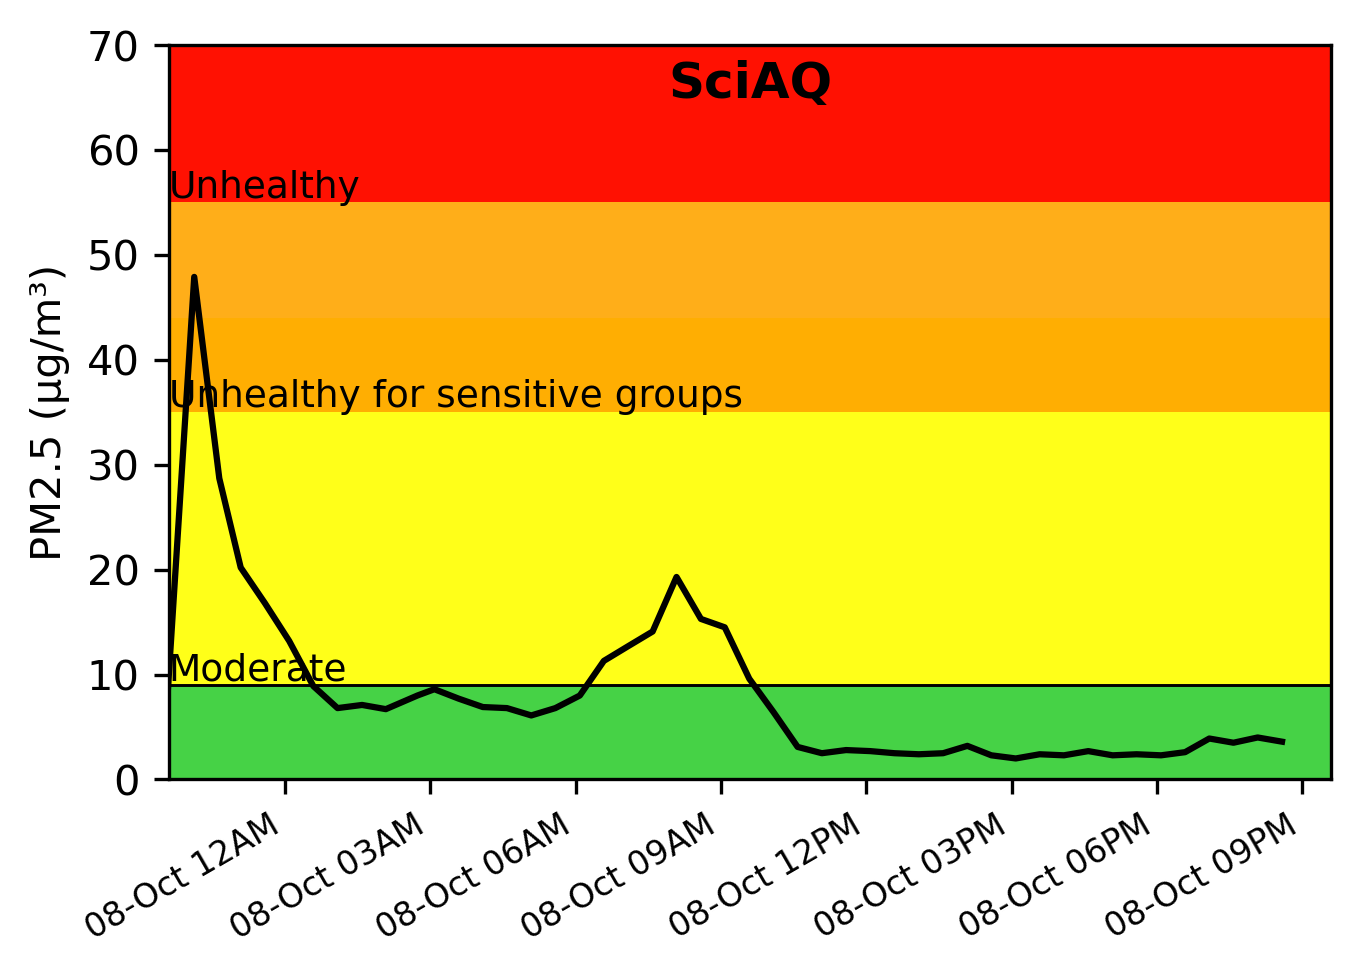 SciAQ
PM2.5 (μg/m³)
70
60
50
40
30
20
10
0
Unhealthy
Unhealthy for sensitive groups
Moderate
08-Oct 12AM
08-Oct 03AM
08-Oct 06AM
08-Oct 09AM
08-Oct 12PM
08-Oct 03PM
08-Oct 06PM
08-Oct 09PM